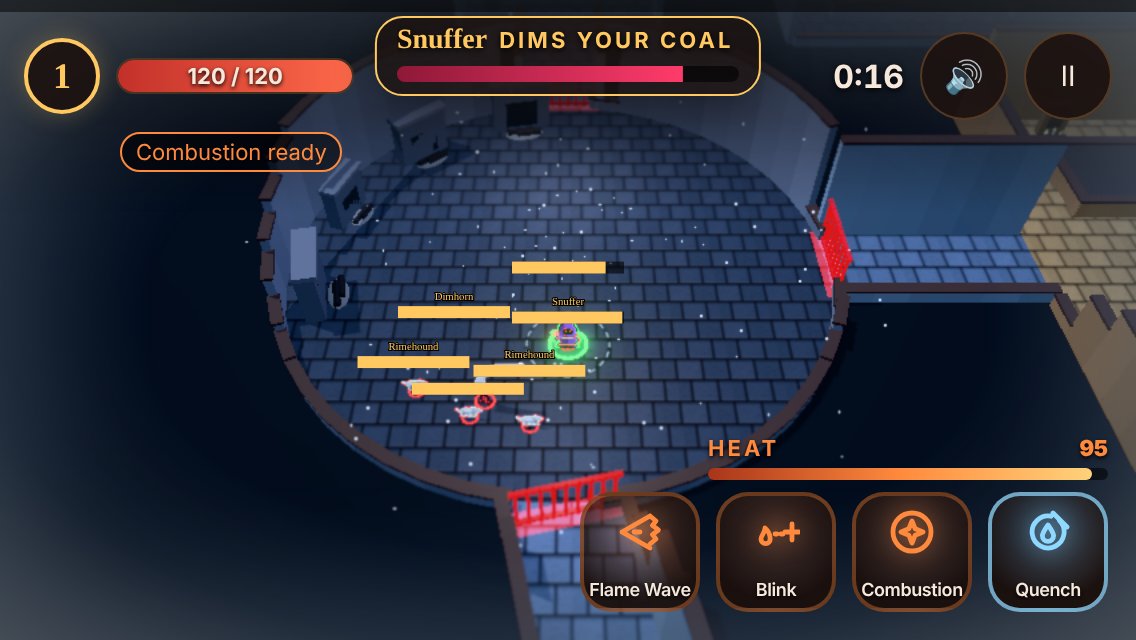 Snuffer DIMS YOUR COAL
1
120 / 120
0:16
Combustion ready
Dimhorn
Snuffer
Rimehound
Rimehound
HEAT
95
Flame Wave
Blink
Combustion
Quench